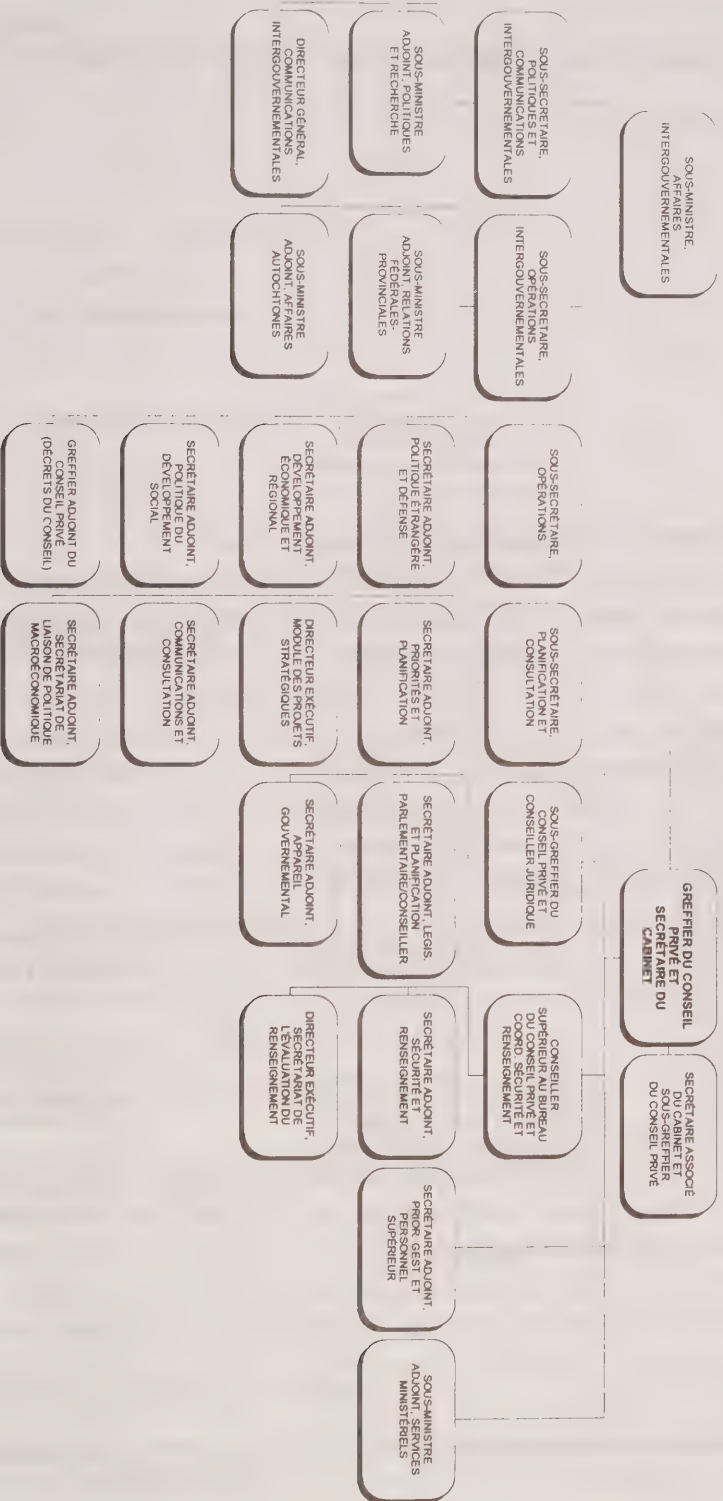 GREFFIER DU CONSEIL
PRIVÉ ET
SECRÉTAIRE DU
CABINET
SECRÉTAIRE ASSOCIÉ
DU CABINET ET
SOUS-GREFFIER
DU CONSEIL PRIVÉ
SOUS-MINISTRE,
AFFAIRES
INTERGOUVERNEMENTALES
SOUS-SECRETAIRE,
POLITIQUES ET
COMMUNICATIONS
INTERGOUVERNEMENTALES
SOUS-SECRETAIRE,
OPÉRATIONS
INTERGOUVERNEMENTALES
SOUS-SECRÉTAIRE,
OPÉRATIONS
SOUS-SECRÉTAIRE,
PLANIFICATION ET
CONSULTATION
SOUS-GREFFIER DU
CONSEIL PRIVÉ ET
CONSEILLER JURIDIQUE
CONSEILLER
SUPÉRIEUR AU BUREAU
DU CONSEIL PRIVÉ ET
COORD. SÉCURITÉ ET
RENSEIGNEMENT
SOUS-MINISTRE
ADJOINT, POLITIQUES
ET RECHERCHE
SOUS-MINISTRE
ADJOINT, RELATIONS
FÉDÉRALES-
PROVINCIALES
SECRÉTAIRE ADJOINT,
POLITIQUE ÉTRANGÈRE
ET DÉFENSE
SECRETAIRE ADJOINT,
PRIORITÉS ET
PLANIFICATION
SECRÉTAIRE ADJOINT, LEGIS.
ET PLANIFICATION
PARLEMENTAIRE/CONSEILLER
SECRÉTAIRE ADJOINT,
SÉCURITÉ ET
RENSEIGNEMENT
SECRÉTAIRE ADJOINT,
PRIOR. GEST. ET
PERSONNEL
SUPÉRIEUR
SOUS-MINISTRE
ADJOINT, SERVICES
MINISTÉRIELS
DIRECTEUR GÉNÉRAL,
COMMUNICATIONS
INTERGOUVERNEMENTALES
SOUS-MINISTRE
ADJOINT, AFFAIRES
AUTOCHTONES
SECRÉTAIRE ADJOINT,
DÉVELOPPEMENT
ÉCONOMIQUE ET
RÉGIONAL
DIRECTEUR EXÉCUTIF,
MODULE DES PROJETS
STRATÉGIQUES
SECRÉTAIRE ADJOINT,
APPAREIL
GOUVERNEMENTAL
DIRECTEUR EXÉCUTIF,
SECRÉTARIAT DE
L'ÉVALUATION DU
RENSEIGNEMENT
SECRÉTAIRE ADJOINT,
POLITIQUE DU
DÉVELOPPEMENT
SOCIAL
SECRÉTAIRE ADJOINT,
COMMUNICATIONS ET
CONSULTATION
GREFFIER ADJOINT DU
CONSEIL PRIVÉ
(DÉCRETS DU CONSEIL)
SECRÉTAIRE ADJOINT,
SECRÉTARIAT DE
LIAISON DE POLITIQUE
MACROÉCONOMIQUE